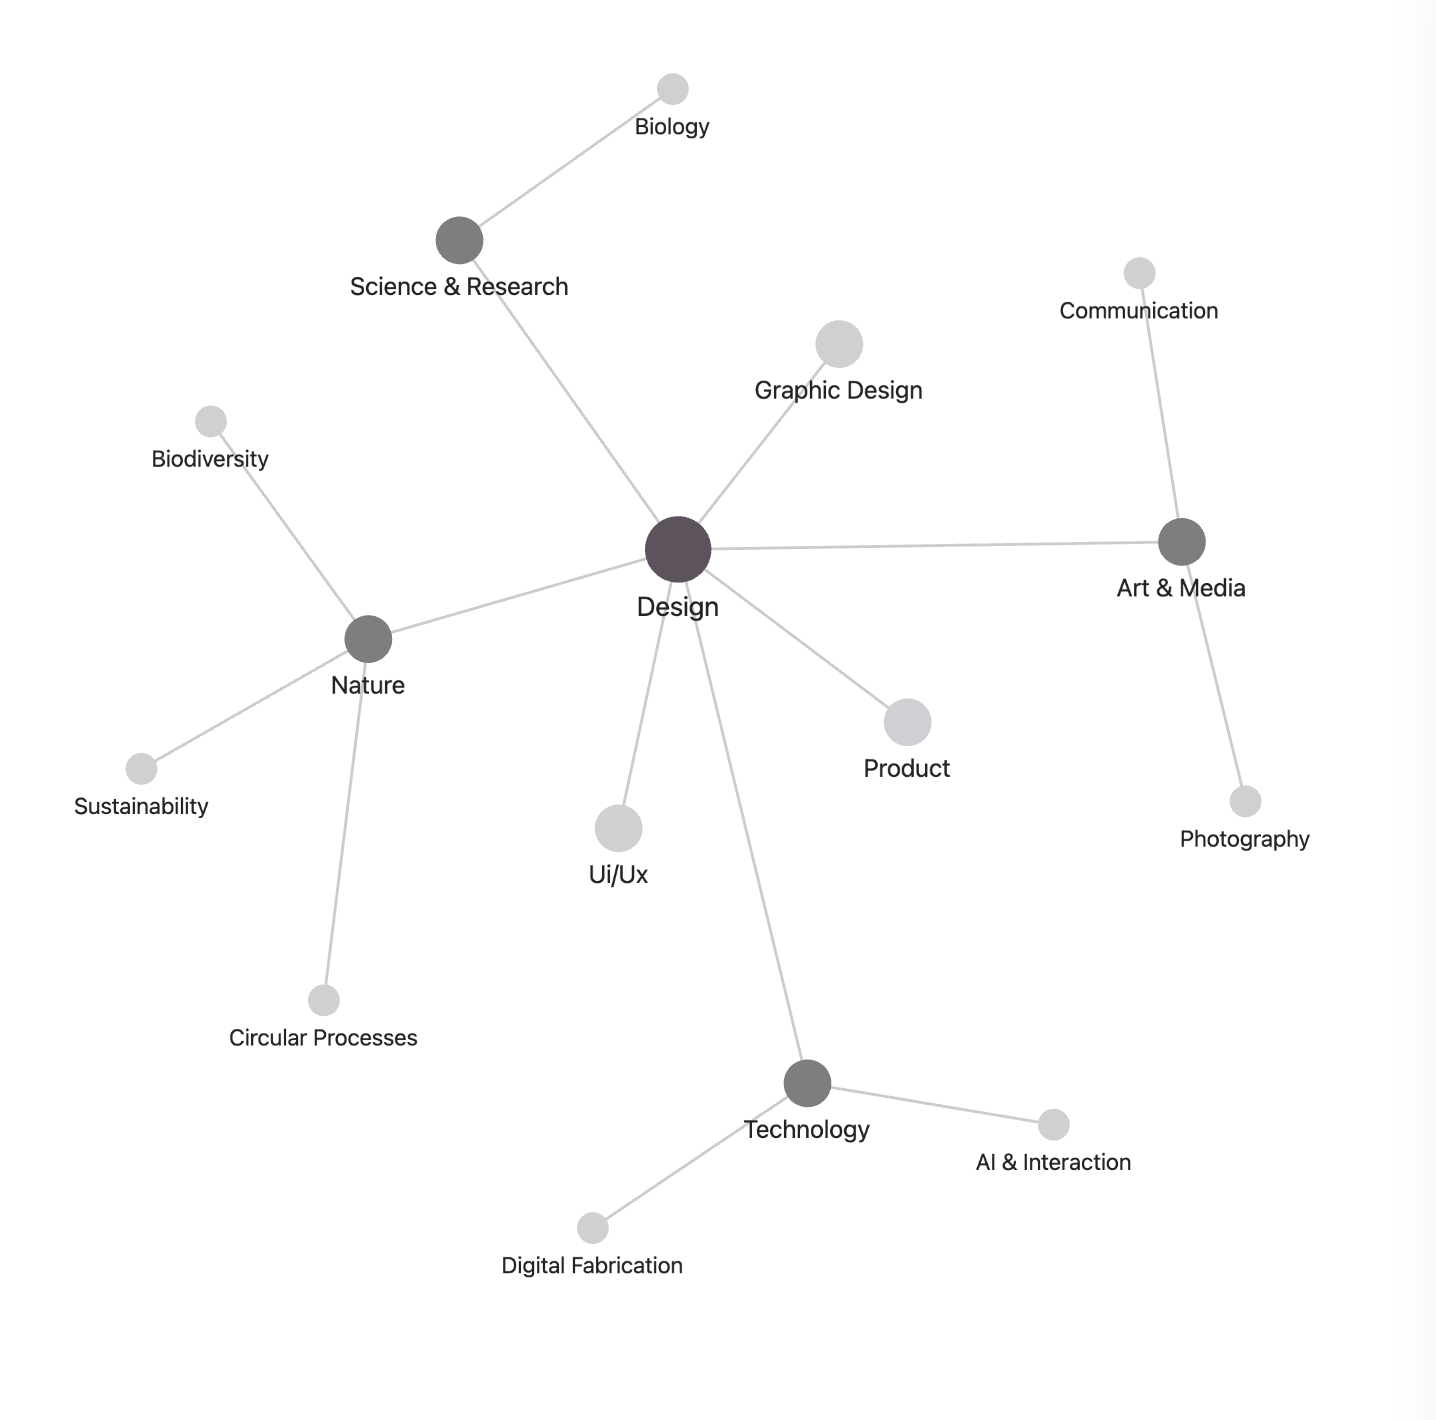 Biology
Science & Research
Communication
Graphic Design
Biodiversity
Art & Media
Design
Nature
Product
Sustainability
Photography
Ui/Ux
Circular Processes
Technology
AI & Interaction
Digital Fabrication